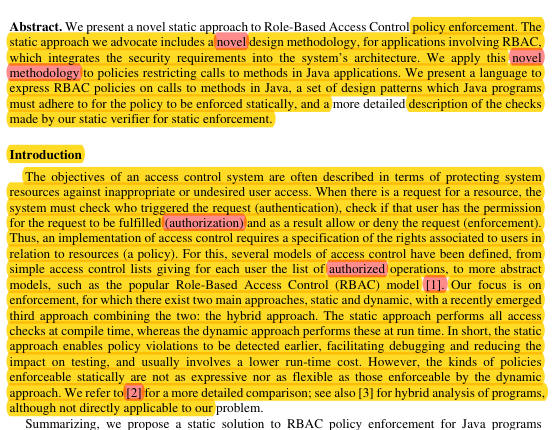 Abstract. We present a novel static approach to Role-Based Access Control policy enforcement. The
static approach we advocate includes a novel design methodology, for applications involving RBAC,
which integrates the security requirements into the system's architecture. We apply this novel
methodology to policies restricting calls to methods in Java applications. We present a language to
express RBAC policies on calls to methods in Java, a set of design patterns which Java programs
must adhere to for the policy to be enforced statically, and a more detailed description of the checks
made by our static verifier for static enforcement.
Introduction
The objectives of an access control system are often described in terms of protecting system
resources against inappropriate or undesired user access. When there is a request for a resource, the
system must check who triggered the request (authentication), check if that user has the permission
for the request to be fulfilled (authorization) and as a result allow or deny the request (enforcement).
Thus, an implementation of access control requires a specification of the rights associated to users in
relation to resources (a policy). For this, several models of access control have been defined, from
simple access control lists giving for each user the list of authorized operations, to more abstract
models, such as the popular Role-Based Access Control (RBAC) model [1]. Our focus is on
enforcement, for which there exist two main approaches, static and dynamic, with a recently emerged
third approach combining the two: the hybrid approach. The static approach performs all access
checks at compile time, whereas the dynamic approach performs these at run time. In short, the static
approach enables policy violations to be detected earlier, facilitating debugging and reducing the
impact on testing, and usually involves a lower run-time cost. However, the kinds of policies
enforceable statically are not as expressive nor as flexible as those enforceable by the dynamic
approach. We refer to [2] for a more detailed comparison; see also [3] for hybrid analysis of programs,
although not directly applicable to our problem.
Summarizing, we propose a static solution to RBAC policy enforcement for Java programs